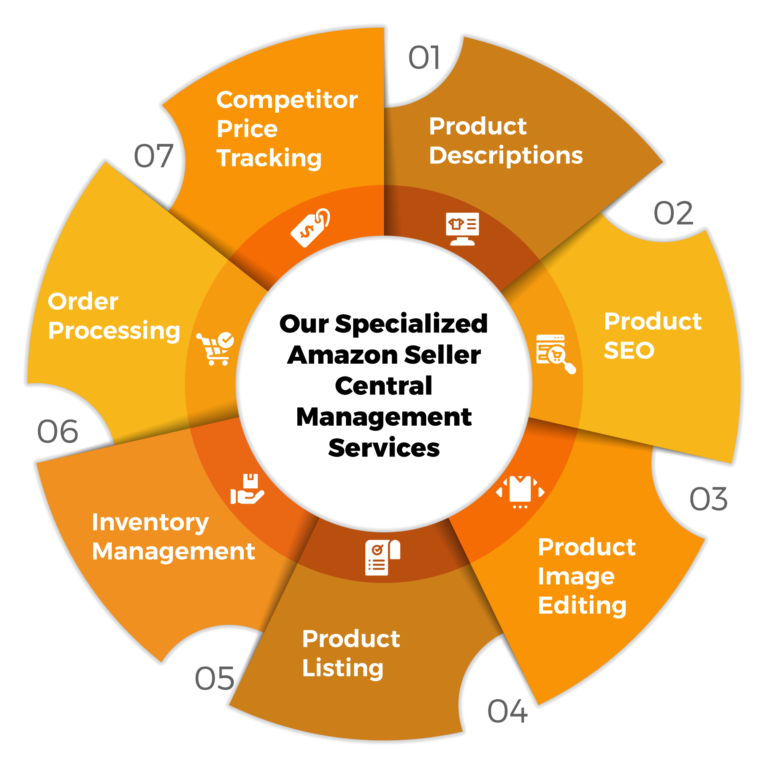 Our Specialized
Amazon Seller
Central
Management
Services
01
Product
Descriptions
02
Product
SEO
03
Product
Image
Editing
04
Product
Listing
05
Inventory
Management
06
Order
Processing
07
Competitor
Price
Tracking
$